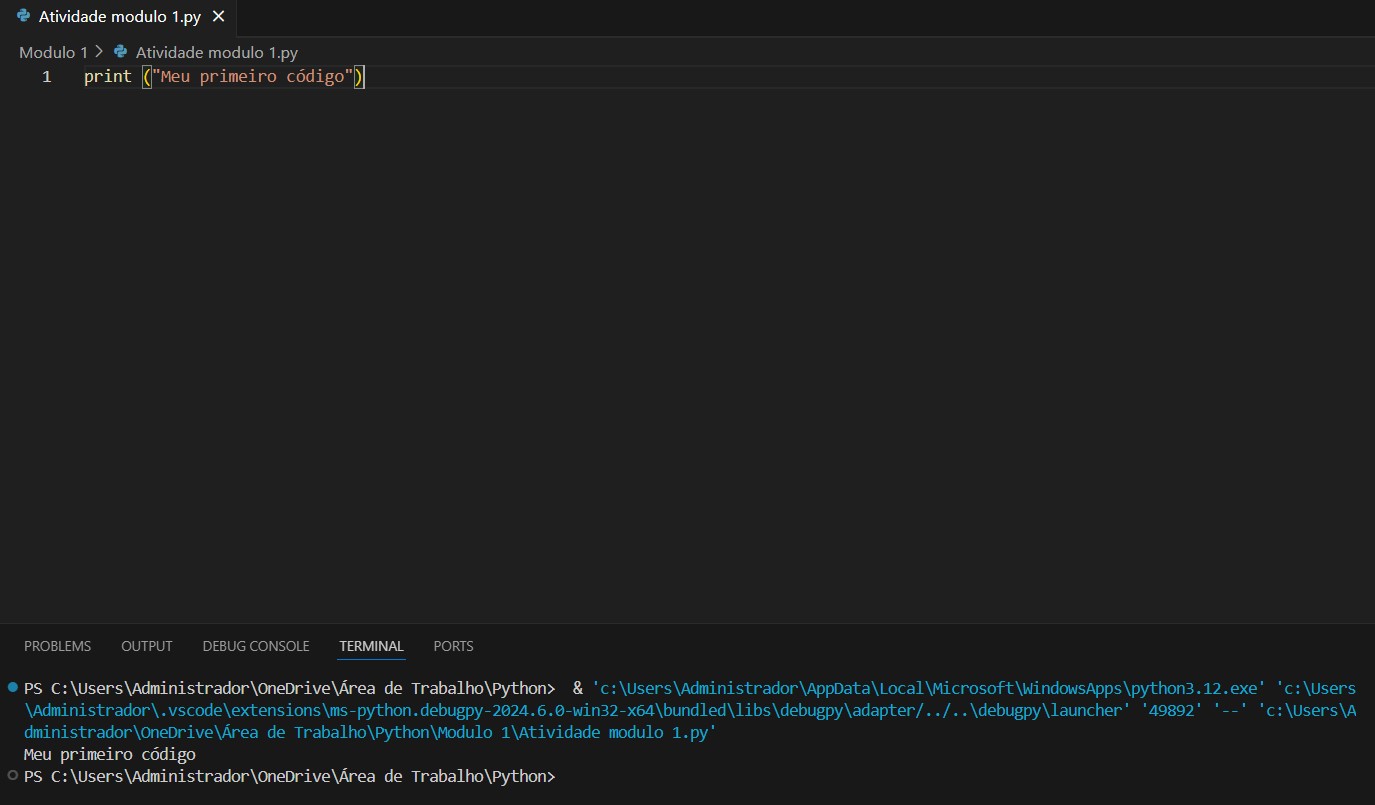 Atividade modulo 1.py ×
Modulo 1 > Atividade modulo 1.py
1 print ("Meu primeiro código")
PROBLEMS OUTPUT DEBUG CONSOLE TERMINAL PORTS
PS C:\Users\Administrador\OneDrive\Área de Trabalho\Python>  & 'c:\Users\Administrador\AppData\Local\Microsoft\WindowsApps\python3.12.exe' 'c:\Users
\Administrador\.vscode\extensions\ms-python.debugpy-2024.6.0-win32-x64\bundled\libs\debugpy\adapter/../..\debugpy\launcher' '49892' '--' 'c:\Users\A
dministrador\OneDrive\Área de Trabalho\Python\Modulo 1\Atividade modulo 1.py'
Meu primeiro código
PS C:\Users\Administrador\OneDrive\Área de Trabalho\Python>